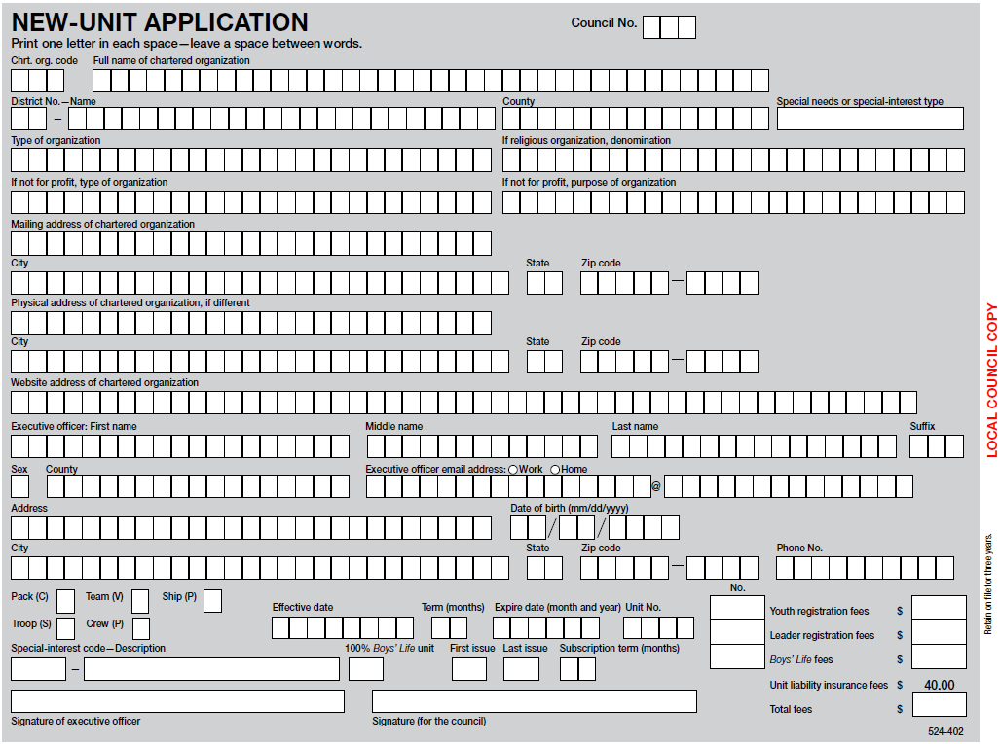 NEW-UNIT APPLICATION
Council No.
Print one letter in each space—leave a space between words.
Chrt. org. code Full name of chartered organization
District No.—Name County Special needs or special-interest type
–
Type of organization If religious organization, denomination
If not for profit, type of organization If not for profit, purpose of organization
Mailing address of chartered organization
City State Zip code
—
Physical address of chartered organization, if different
City State Zip code
—
Website address of chartered organization
Executive officer: First name Middle name Last name Suffix
Sex County Executive officer email address: Work Home
@
Address Date of birth (mm/dd/yyyy)
/ /
City State Zip code Phone No.
—
No.
Pack (C) Team (V) Ship (P)
Effective date Term (months) Expire date (month and year) Unit No.
Youth registration fees $
Troop (S) Crew (P)
Leader registration fees $
Special-interest code—Description 100% Boys' Life unit First issue Last issue Subscription term (months)
–
Boys' Life fees $
Unit liability insurance fees $ 40.00
Total fees $
Signature of executive officer Signature (for the council)
524-402
LOCAL COUNCIL COPY
Retain on file for three years.